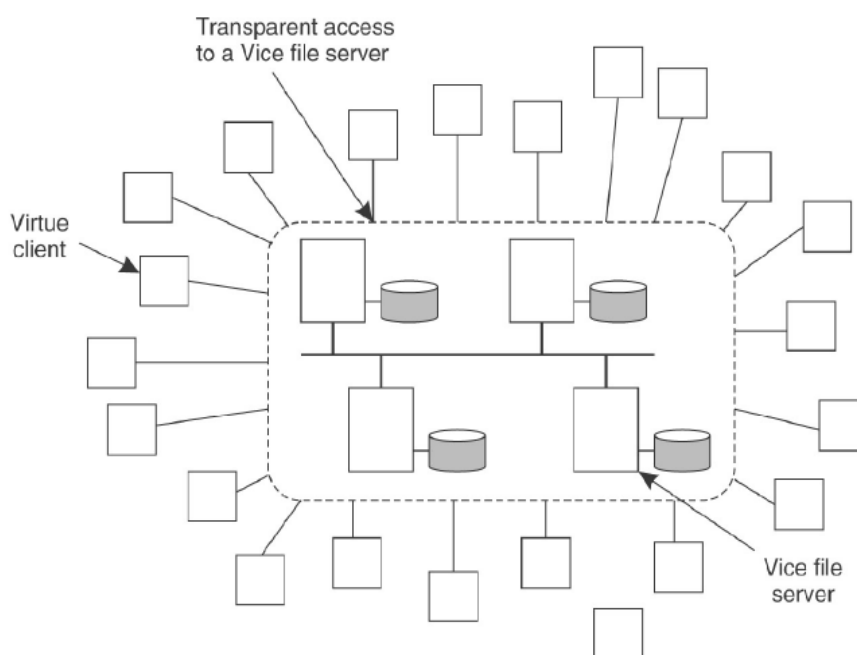 Transparent access
to a Vice file server
Virtue
client
Vice file
server